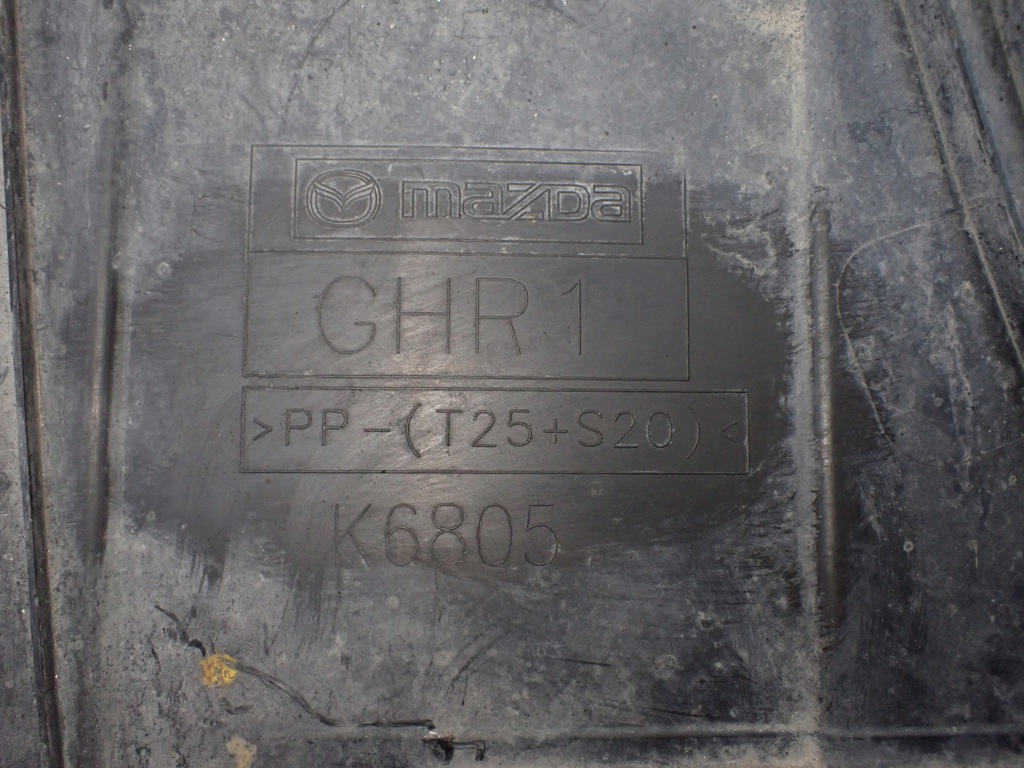 mazda
GHR1
>PP-(T25+S20)<
K6805